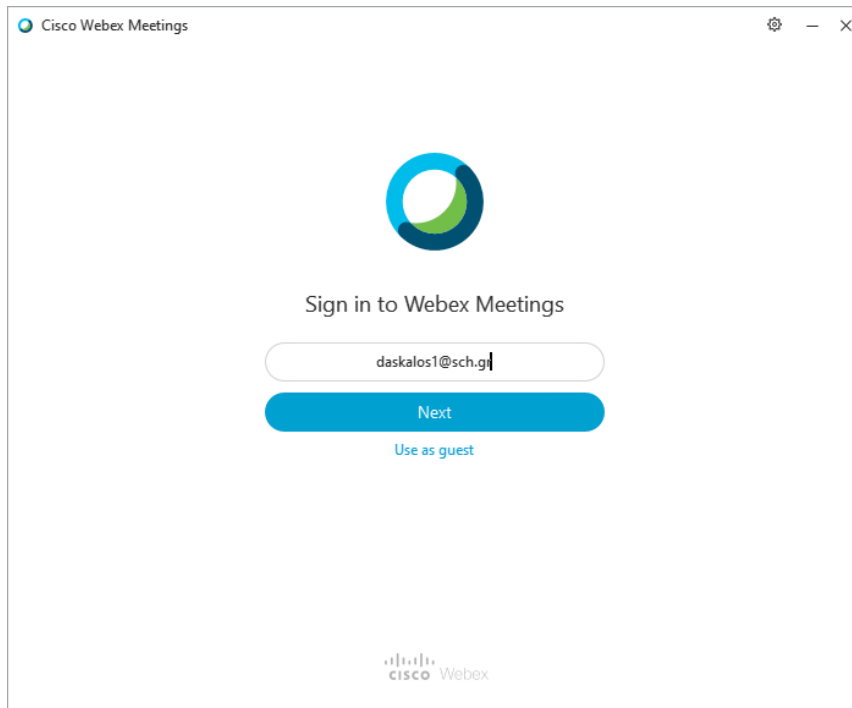 Cisco Webex Meetings
Sign in to Webex Meetings
daskalos1@sch.gr
Next
Use as guest
cisco Webex